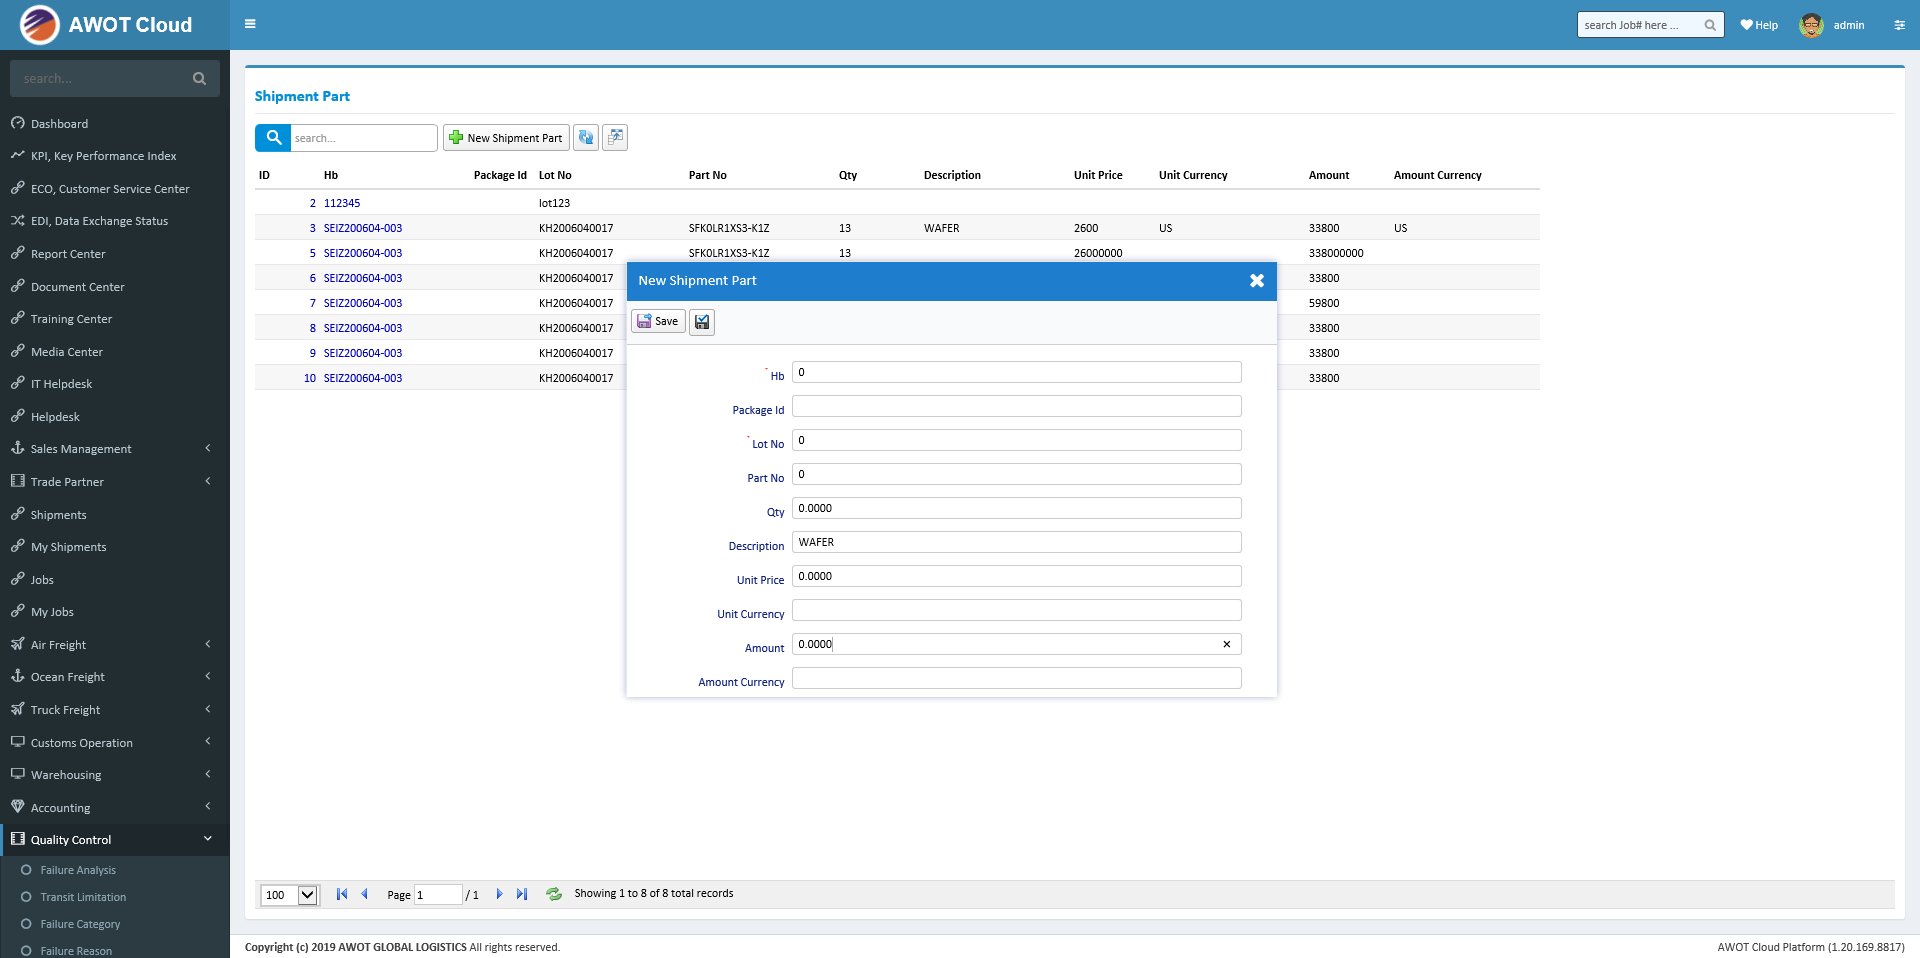 AWOT Cloud
search Job# here ...
Help
admin
search...
Dashboard
KPI, Key Performance Index
ECO, Customer Service Center
EDI, Data Exchange Status
Report Center
Document Center
Training Center
Media Center
IT Helpdesk
Helpdesk
Sales Management
Trade Partner
Shipments
My Shipments
Jobs
My Jobs
Air Freight
Ocean Freight
Truck Freight
Customs Operation
Warehousing
Accounting
Quality Control
Failure Analysis
Transit Limitation
Failure Category
Failure Reason
Shipment Part
search...
New Shipment Part
ID Hb Package Id Lot No Part No Qty Description Unit Price Unit Currency Amount Amount Currency
2 112345 lot123
3 SEIZ200604-003 KH2006040017 SFK0LR1XS3-K1Z 13 WAFER 2600 US 33800 US
5 SEIZ200604-003 KH2006040017 SFK0LR1XS3-K1Z 13 26000000 338000000
6 SEIZ200604-003 KH2006040017 33800
7 SEIZ200604-003 KH2006040017 59800
8 SEIZ200604-003 KH2006040017 33800
9 SEIZ200604-003 KH2006040017 33800
10 SEIZ200604-003 KH2006040017 33800
New Shipment Part
Save
* Hb 0
Package Id
* Lot No 0
Part No 0
Qty 0.0000
Description WAFER
Unit Price 0.0000
Unit Currency
Amount 0.0000
Amount Currency
100 Page 1 / 1 Showing 1 to 8 of 8 total records
Copyright (c) 2019 AWOT GLOBAL LOGISTICS All rights reserved.
AWOT Cloud Platform (1.20.169.8817)